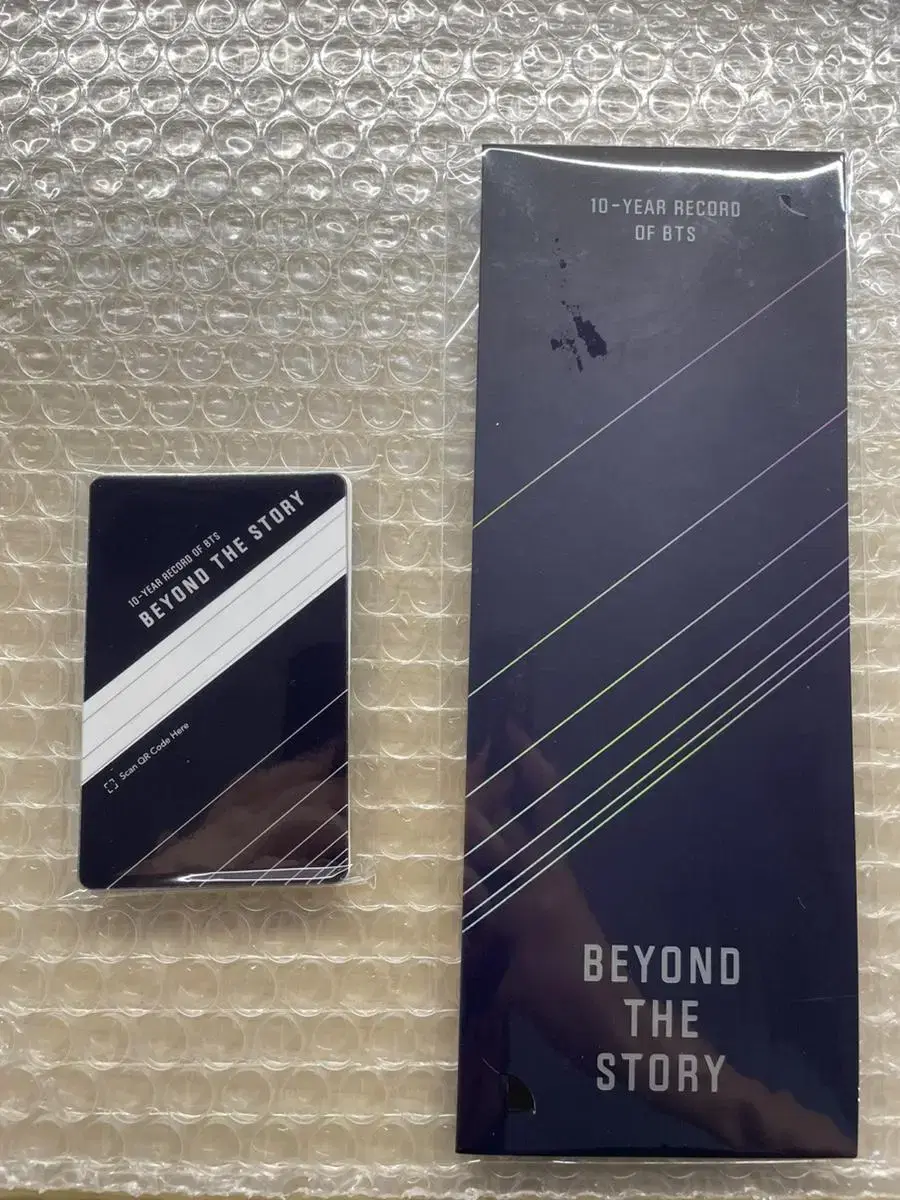 10-YEAR RECORD OF BTS
BEYOND THE STORY
Scan QR Code Here
10-YEAR RECORD
OF BTS
BEYOND
THE
STORY